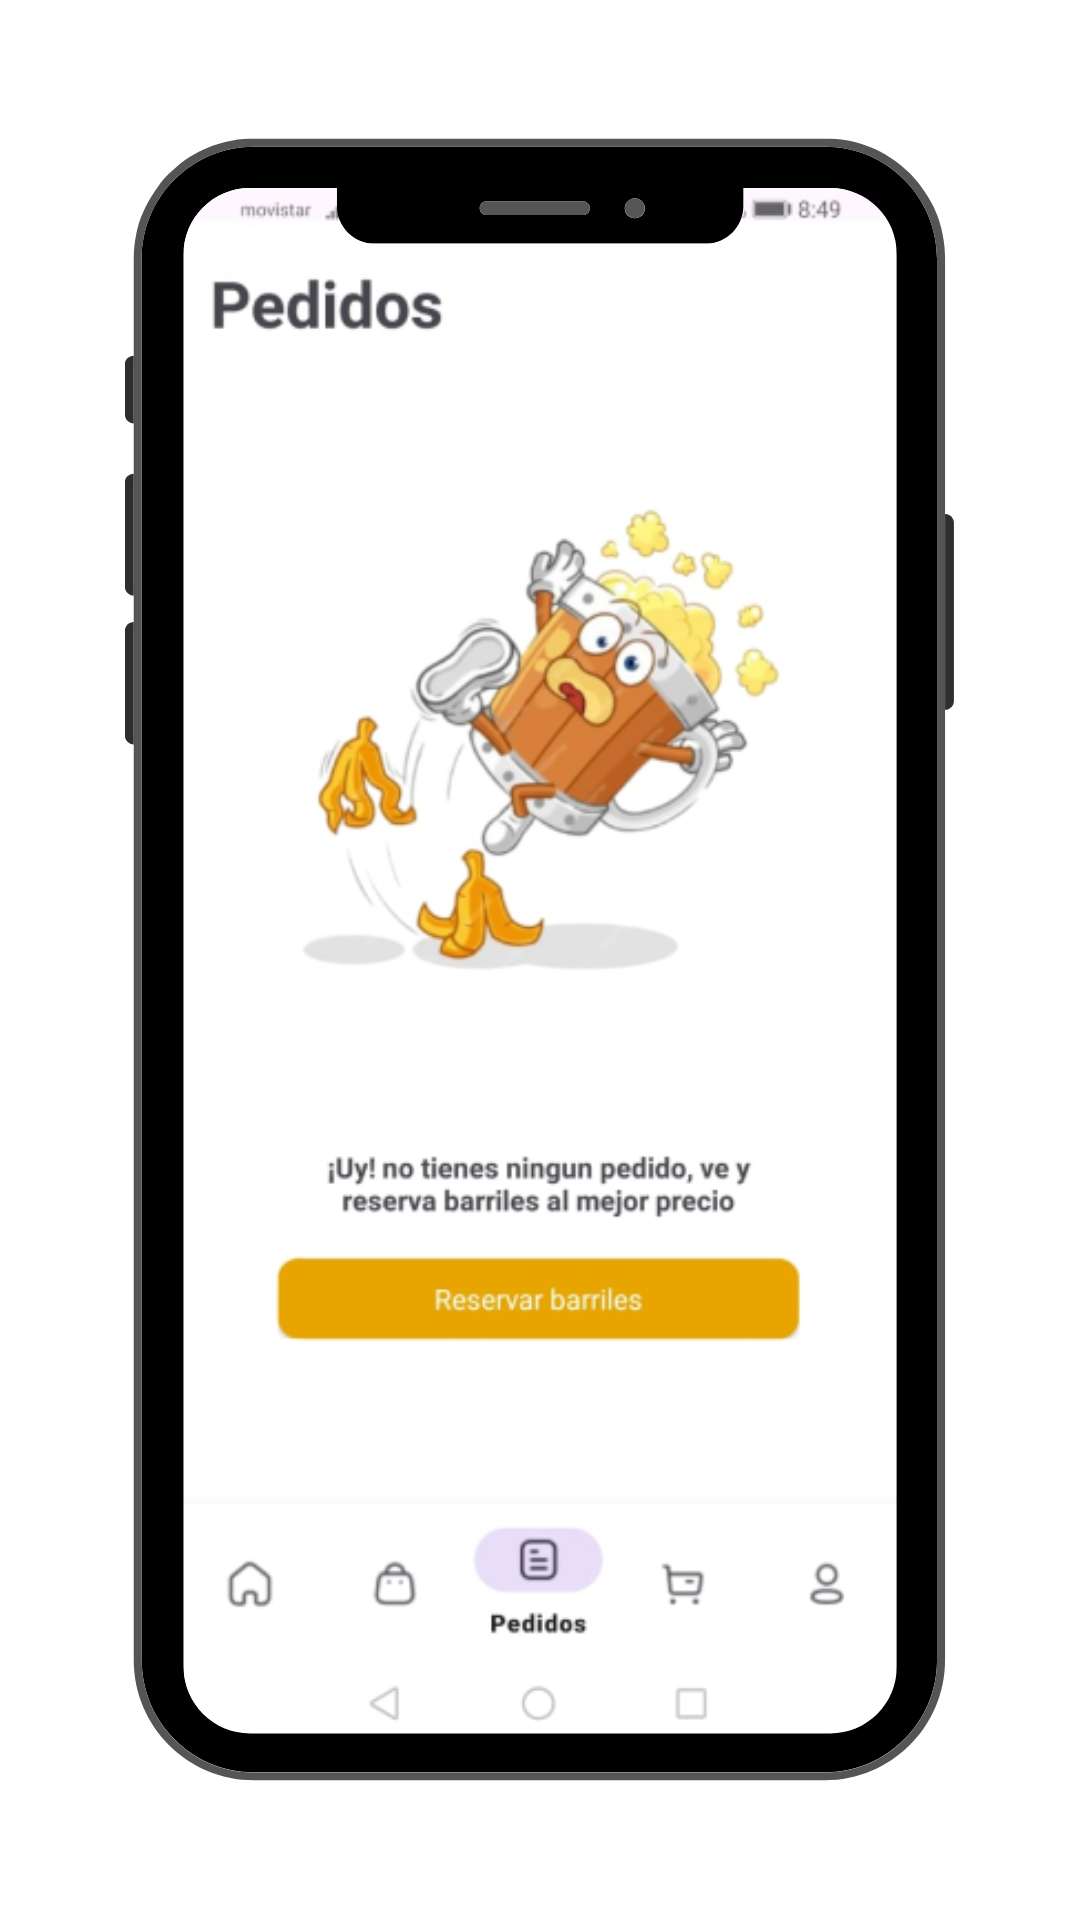 movistar 8:49
Pedidos
¡Uy! no tienes ningun pedido, ve y
reserva barriles al mejor precio
Reservar barriles
Pedidos